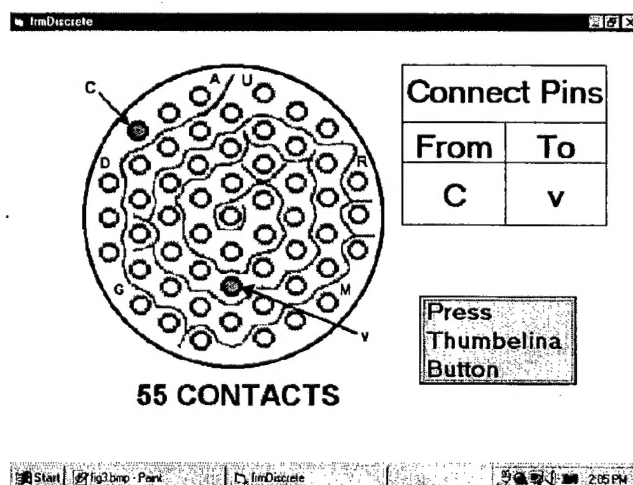 frmDiscrete
A U
C
D
R
G
M
v
55 CONTACTS
Connect Pins
From To
C v
Press
Thumbelina
Button
Start fig3.bmp - Paint frmDiscrete 2:05 PM